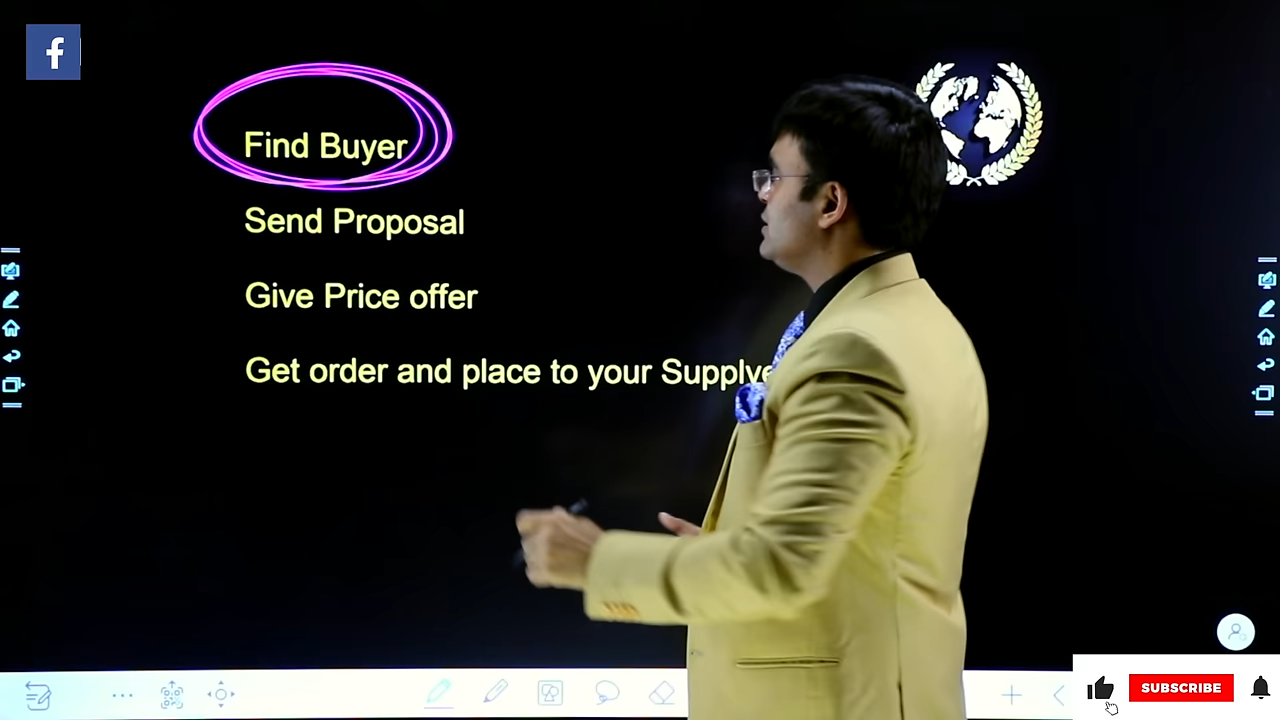 f
Find Buyer
Send Proposal
Give Price offer
Get order and place to your Supplye
SUBSCRIBE